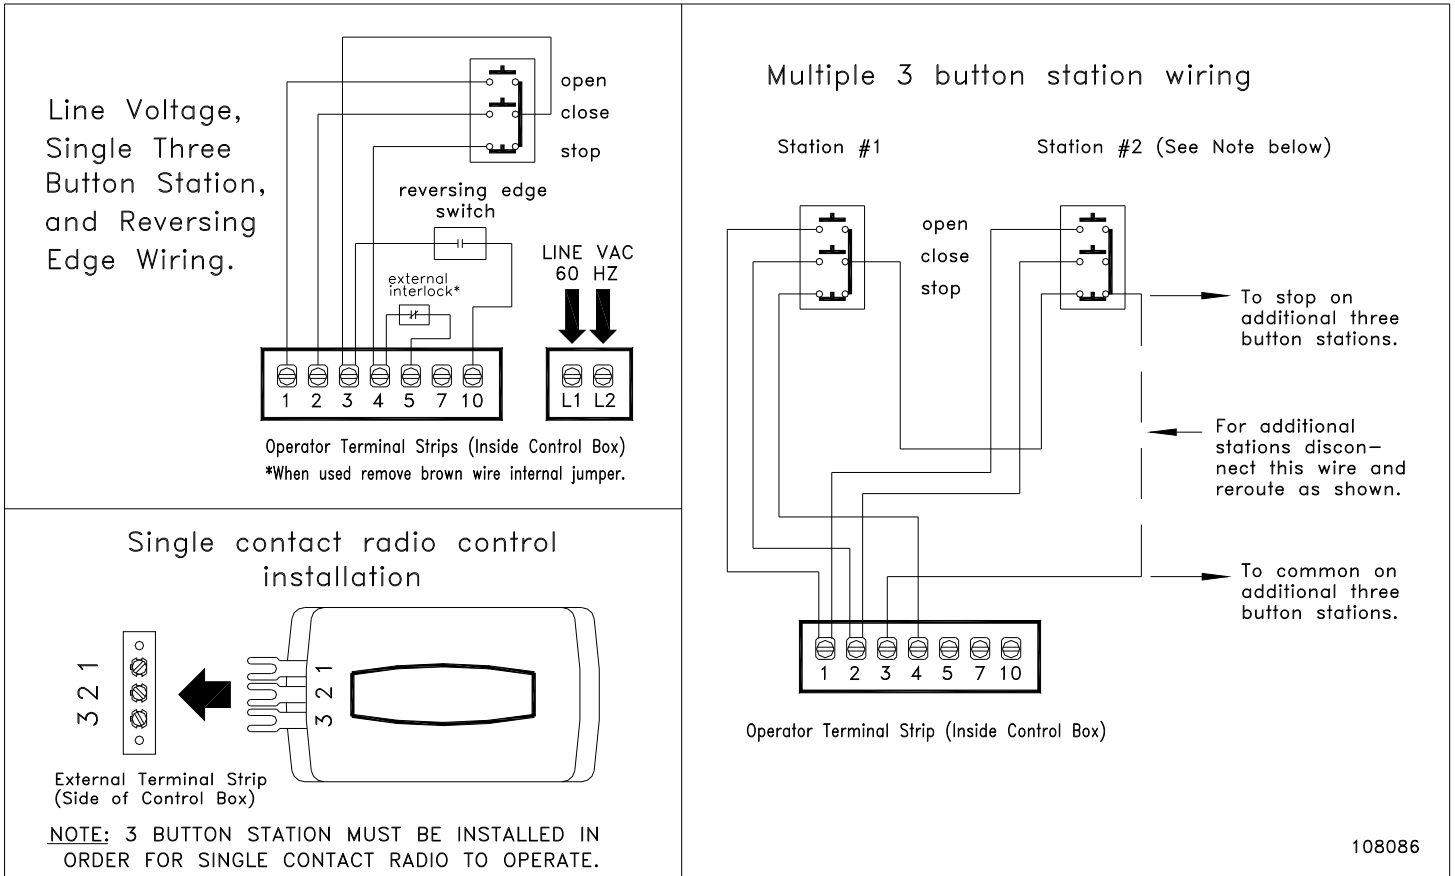 Line Voltage,
Single Three
Button Station,
and Reversing
Edge Wiring.
open
close
stop
reversing edge
switch
external
interlock*
LINE VAC
60 HZ
1 2 3 4 5 7 10
L1 L2
Operator Terminal Strips (Inside Control Box)
*When used remove brown wire internal jumper.
Single contact radio control
installation
3 2 1
3 2 1
External Terminal Strip
(Side of Control Box)
NOTE: 3 BUTTON STATION MUST BE INSTALLED IN
ORDER FOR SINGLE CONTACT RADIO TO OPERATE.
Multiple 3 button station wiring
Station #1
Station #2 (See Note below)
open
close
stop
To stop on
additional three
button stations.
For additional
stations discon-
nect this wire and
reroute as shown.
To common on
additional three
button stations.
1 2 3 4 5 7 10
Operator Terminal Strip (Inside Control Box)
108086